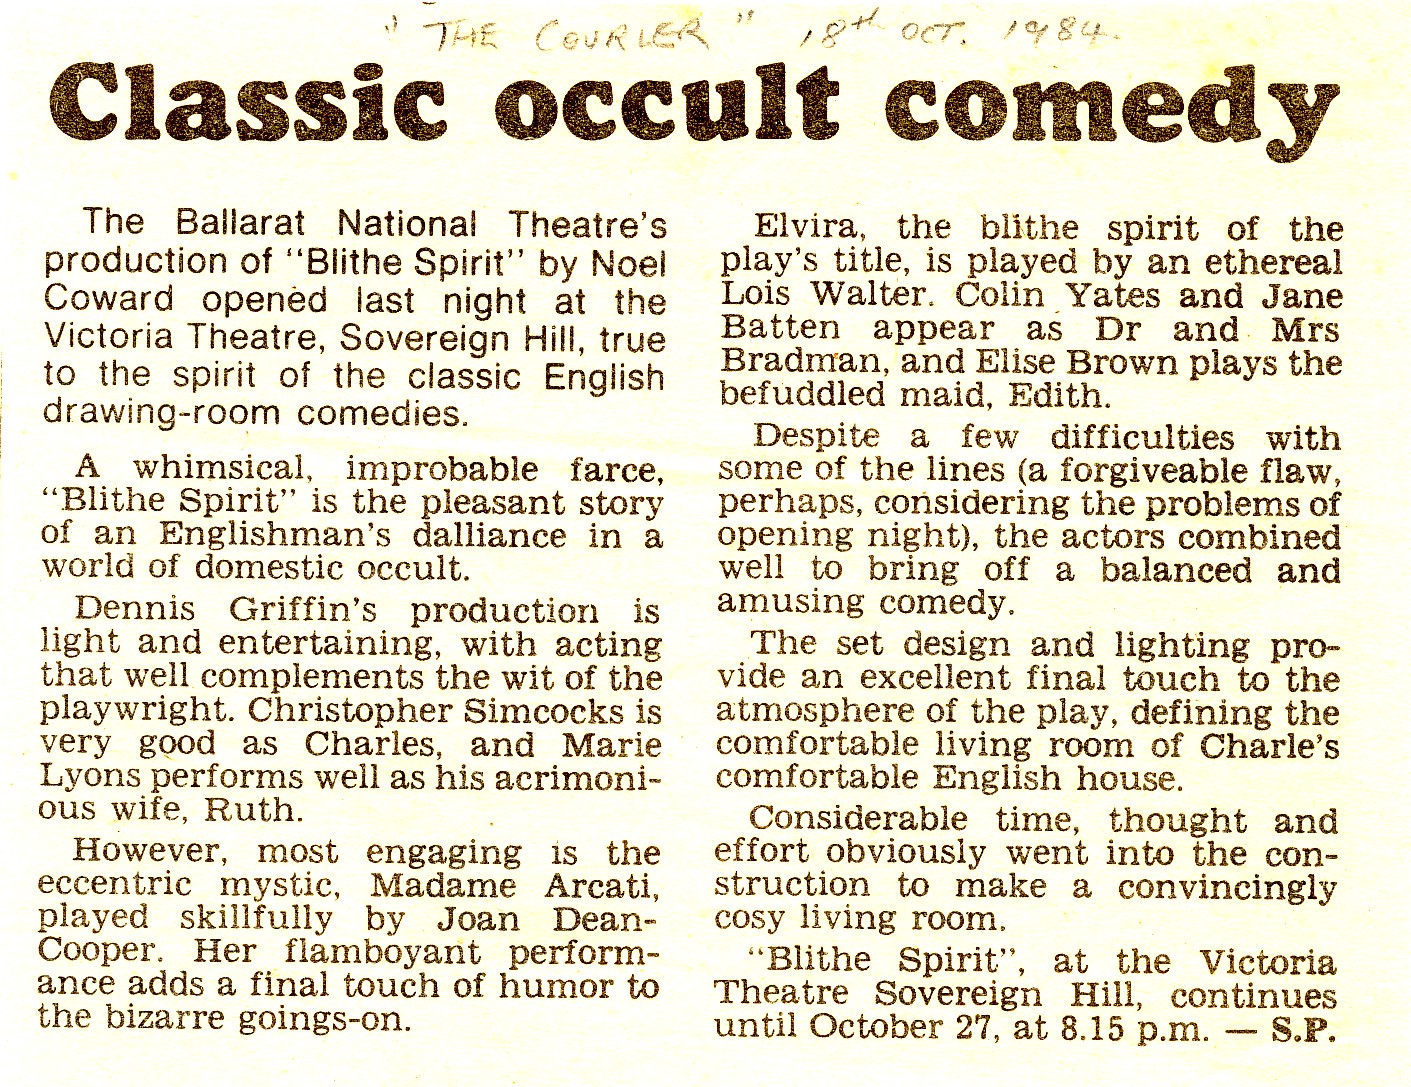 "THE COURIER" 18th OCT. 1984.
Classic occult comedy
The Ballarat National Theatre's
production of “Blithe Spirit” by Noel
Coward opened last night at the
Victoria Theatre, Sovereign Hill, true
to the spirit of the classic English
drawing-room comedies.
A whimsical, improbable farce,
“Blithe Spirit” is the pleasant story
of an Englishman's dalliance in a
world of domestic occult.
Dennis Griffin's production is
light and entertaining, with acting
that well complements the wit of the
playwright. Christopher Simcocks is
very good as Charles, and Marie
Lyons performs well as his acrimoni-
ous wife, Ruth.
However, most engaging is the
eccentric mystic, Madame Arcati,
played skillfully by Joan Dean-
Cooper. Her flamboyant perform-
ance adds a final touch of humor to
the bizarre goings-on.
Elvira, the blithe spirit of the
play's title, is played by an ethereal
Lois Walter. Colin Yates and Jane
Batten appear as Dr and Mrs
Bradman, and Elise Brown plays the
befuddled maid, Edith.
Despite a few difficulties with
some of the lines (a forgiveable flaw,
perhaps, considering the problems of
opening night), the actors combined
well to bring off a balanced and
amusing comedy.
The set design and lighting pro-
vide an excellent final touch to the
atmosphere of the play, defining the
comfortable living room of Charle's
comfortable English house.
Considerable time, thought and
effort obviously went into the con-
struction to make a convincingly
cosy living room.
“Blithe Spirit”, at the Victoria
Theatre Sovereign Hill, continues
until October 27, at 8.15 p.m. — S.P.